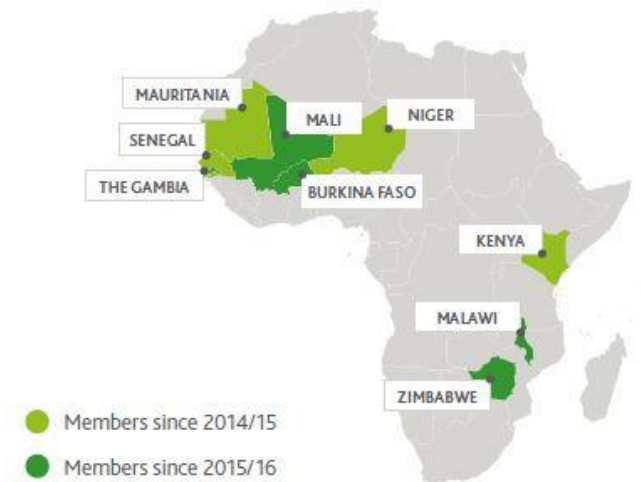 MAURITANIA
MALI
NIGER
SENEGAL
THE GAMBIA
BURKINA FASO
KENYA
MALAWI
ZIMBABWE
Members since 2014/15
Members since 2015/16